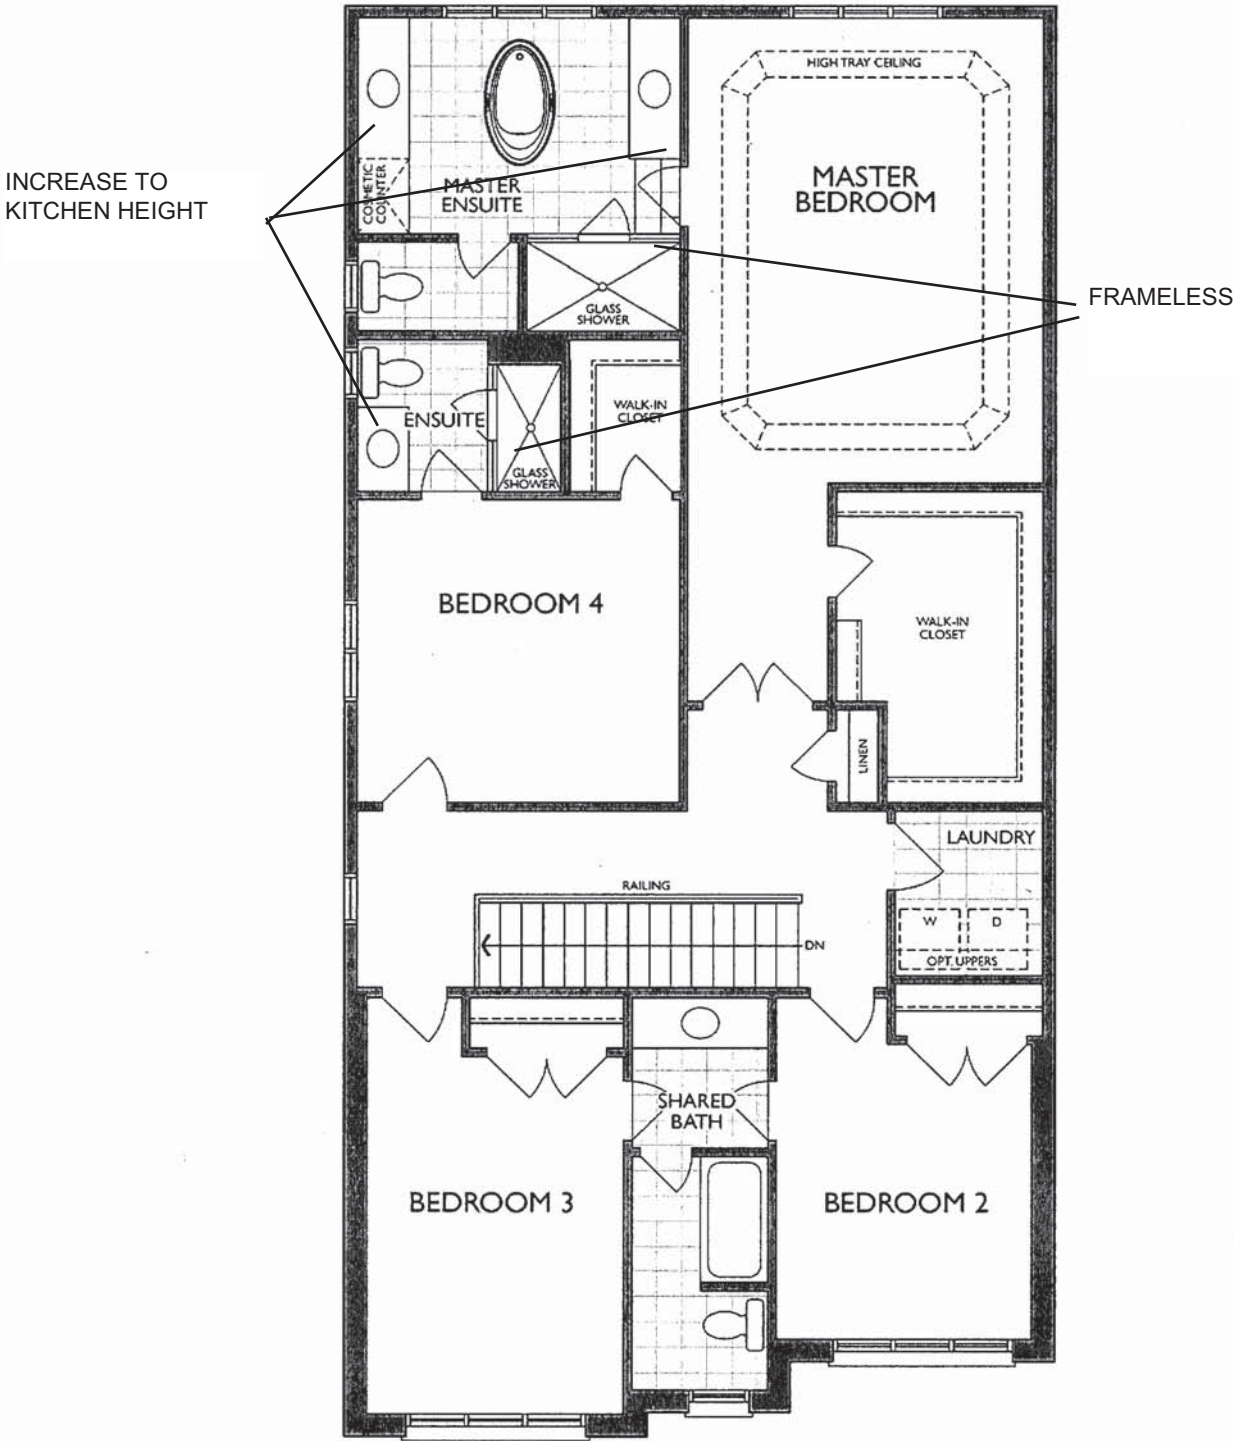 HIGH TRAY CEILING
INCREASE TO
KITCHEN HEIGHT
COSMETIC
COUNTER
MASTER
ENSUITE
MASTER
BEDROOM
GLASS
SHOWER
FRAMELESS
ENSUITE
WALK-IN
CLOSET
GLASS
SHOWER
BEDROOM 4
WALK-IN
CLOSET
LINEN
LAUNDRY
RAILING
W
D
DN
OPT. UPPERS
SHARED
BATH
BEDROOM 3
BEDROOM 2